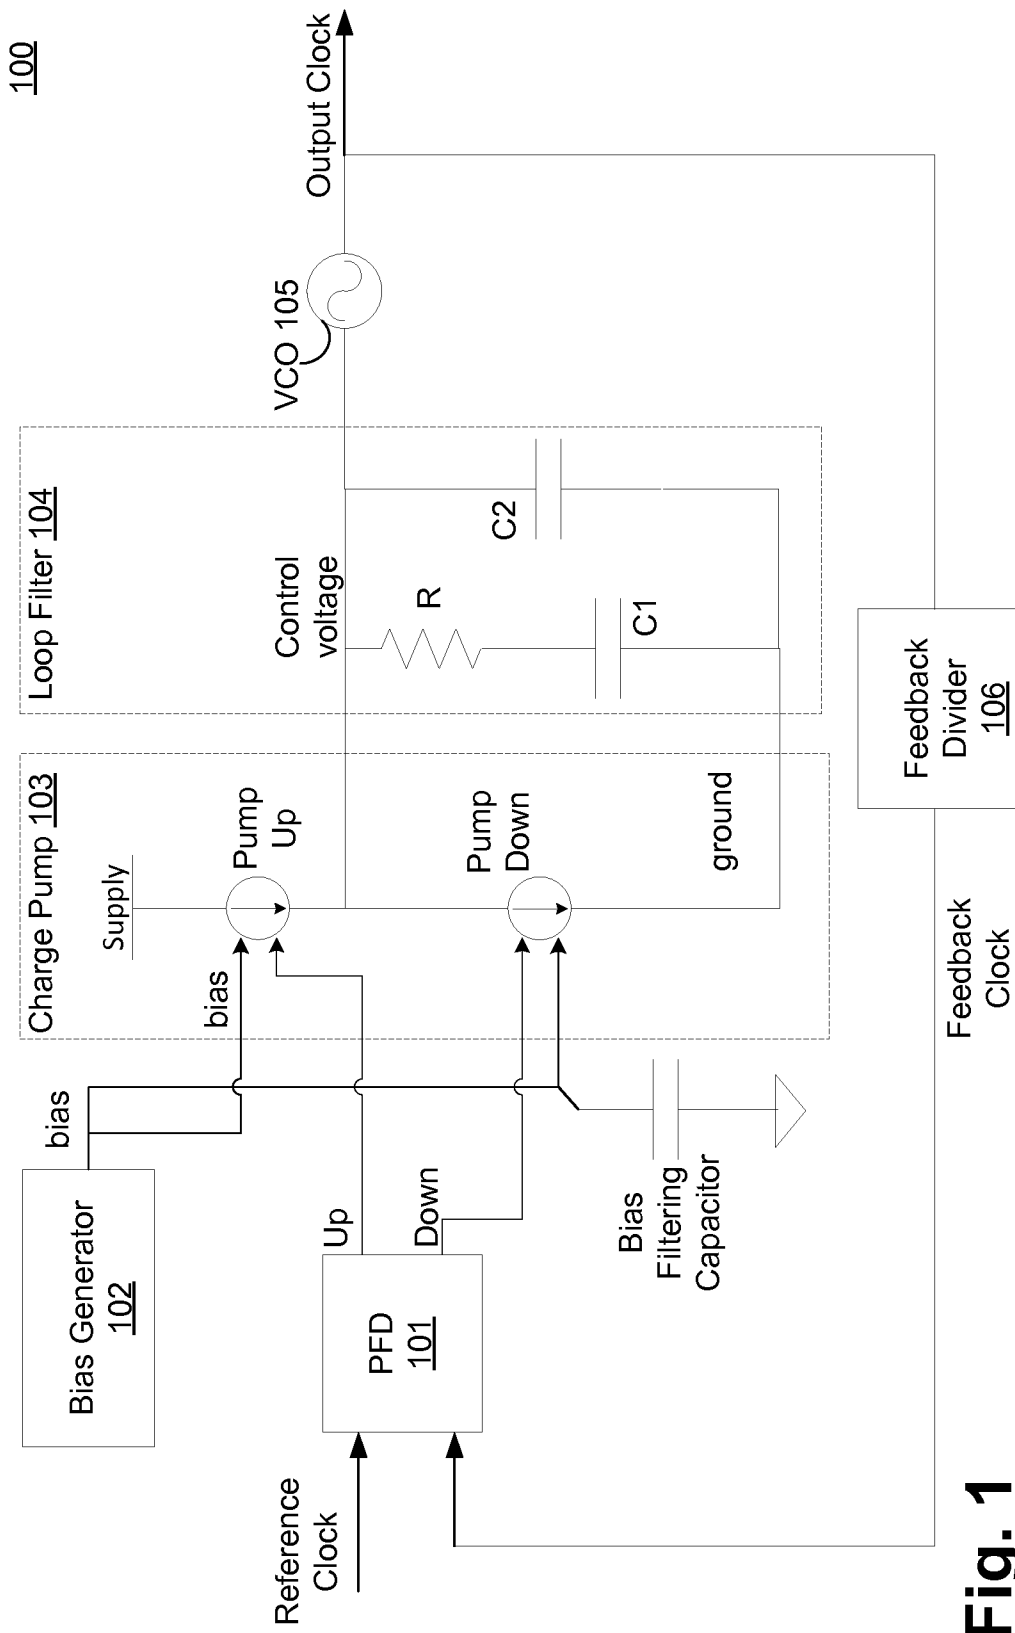 100
Bias Generator
102
bias
Charge Pump 103
Supply
bias
Pump
Up
Pump
Down
ground
Loop Filter 104
Control
voltage
R
C1
C2
VCO 105
Output Clock
Reference
Clock
PFD
101
Up
Down
Bias
Filtering
Capacitor
Feedback
Clock
Feedback
Divider
106
Fig. 1